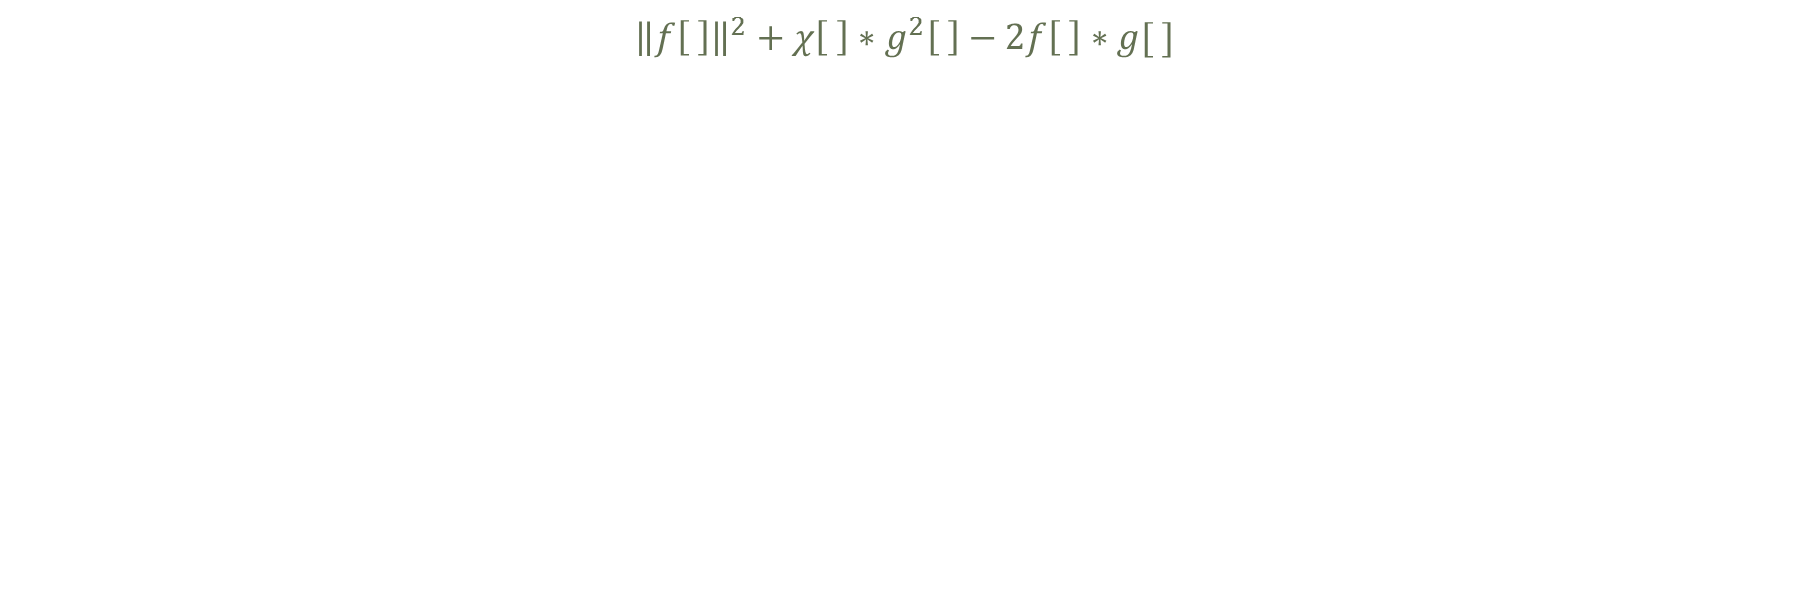 ‖f[ ]‖² + χ[ ] ∗ g²[ ] − 2f[ ] ∗ g[ ]